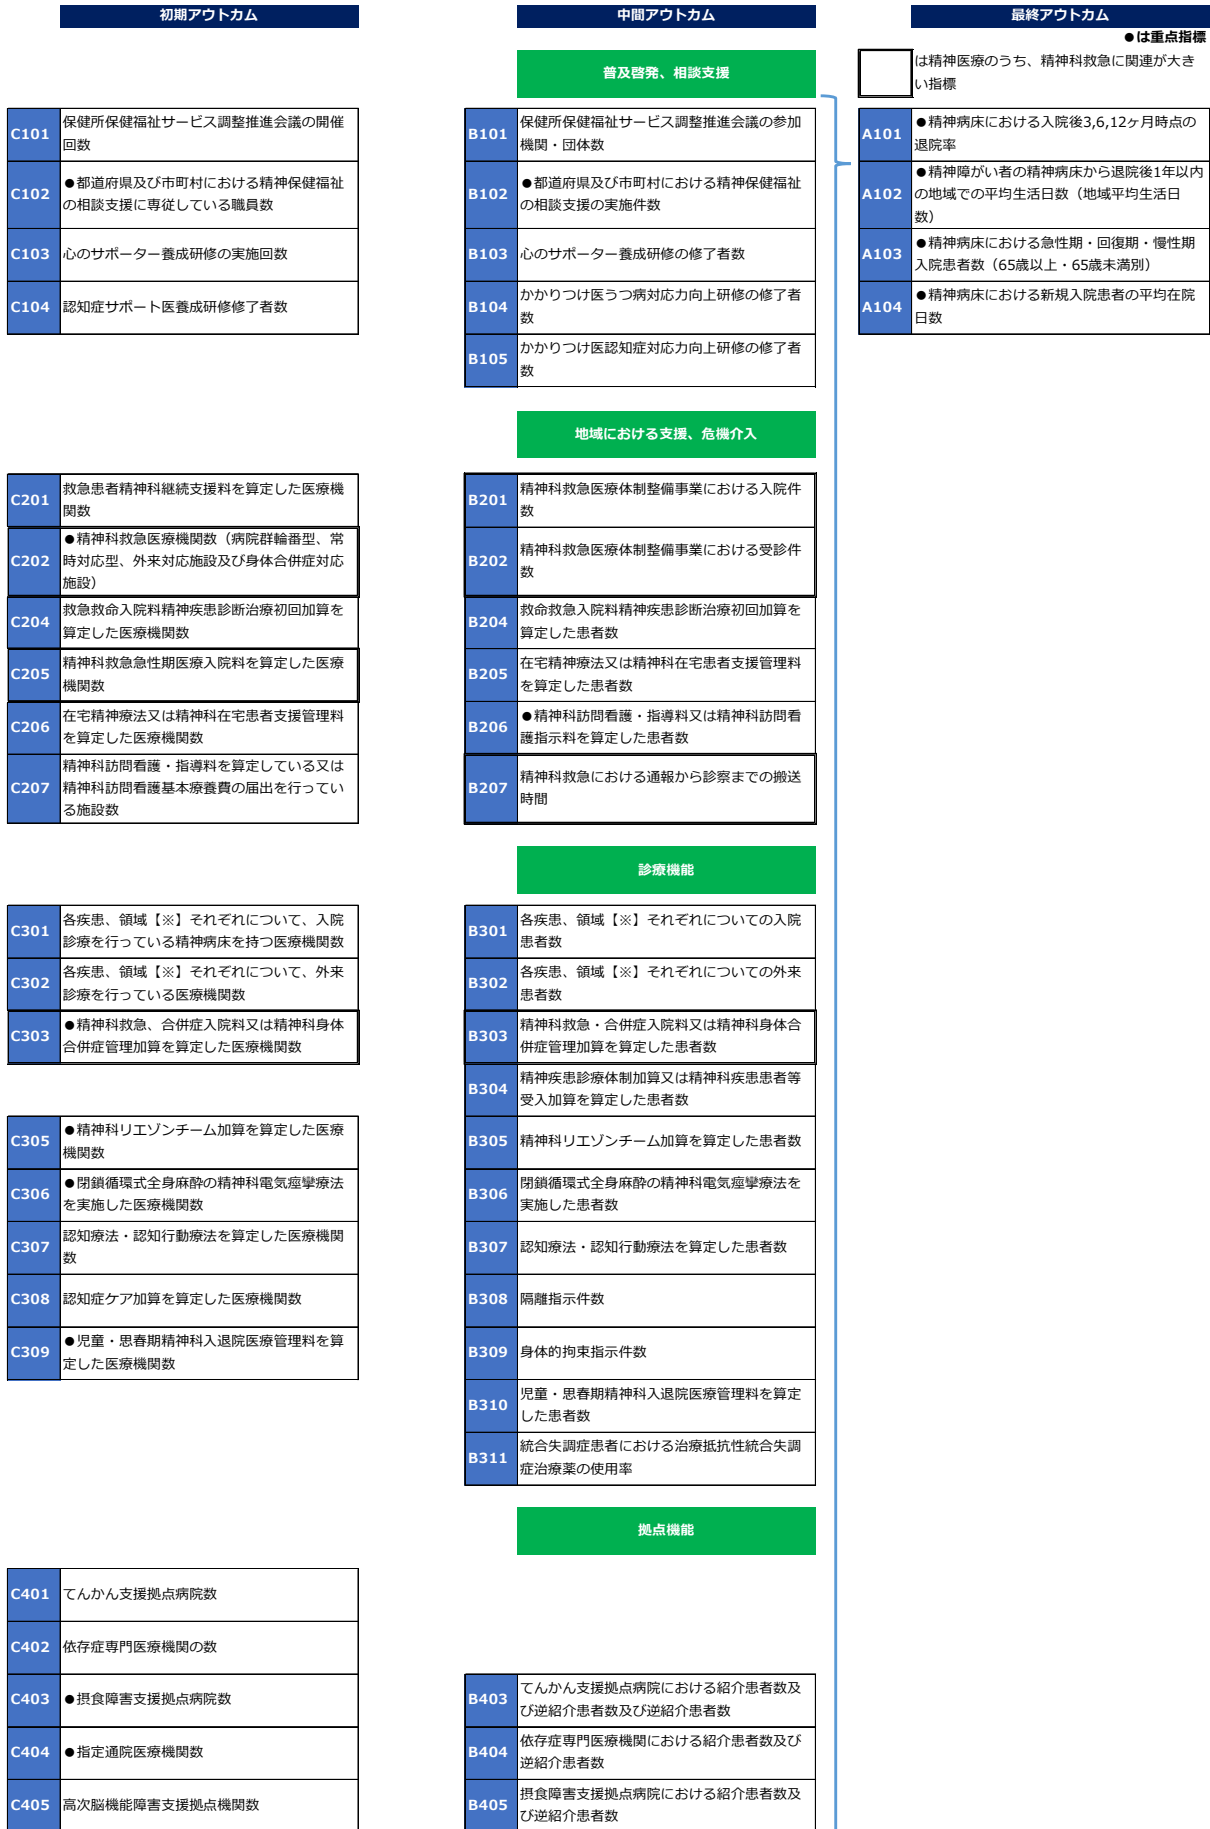 初期アウトカム
中間アウトカム
最終アウトカム
●は重点指標
は精神医療のうち、精神科救急に関連が大き
い指標
普及啓発、相談支援
C101
保健所保健福祉サービス調整推進会議の開催
回数
B101
保健所保健福祉サービス調整推進会議の参加
機関・団体数
A101
●精神病床における入院後3,6,12ヶ月時点の
退院率
C102
●都道府県及び市町村における精神保健福祉
の相談支援に専従している職員数
B102
●都道府県及び市町村における精神保健福祉
の相談支援の実施件数
A102
●精神障がい者の精神病床から退院後1年以内
の地域での平均生活日数（地域平均生活日
数）
C103
心のサポーター養成研修の実施回数
B103
心のサポーター養成研修の修了者数
A103
●精神病床における急性期・回復期・慢性期
入院患者数（65歳以上・65歳未満別）
C104
認知症サポート医養成研修修了者数
B104
かかりつけ医うつ病対応力向上研修の修了者
数
A104
●精神病床における新規入院患者の平均在院
日数
B105
かかりつけ医認知症対応力向上研修の修了者
数
地域における支援、危機介入
C201
救急患者精神科継続支援料を算定した医療機
関数
B201
精神科救急医療体制整備事業における入院件
数
C202
●精神科救急医療機関数（病院群輪番型、常
時対応型、外来対応施設及び身体合併症対応
施設）
B202
精神科救急医療体制整備事業における受診件
数
C204
救急救命入院料精神疾患診断治療初回加算を
算定した医療機関数
B204
救命救急入院料精神疾患診断治療初回加算を
算定した患者数
C205
精神科救急急性期医療入院料を算定した医療
機関数
B205
在宅精神療法又は精神科在宅患者支援管理料
を算定した患者数
C206
在宅精神療法又は精神科在宅患者支援管理料
を算定した医療機関数
B206
●精神科訪問看護・指導料又は精神科訪問看
護指示料を算定した患者数
C207
精神科訪問看護・指導料を算定している又は
精神科訪問看護基本療養費の届出を行ってい
る施設数
B207
精神科救急における通報から診察までの搬送
時間
診療機能
C301
各疾患、領域【※】それぞれについて、入院
診療を行っている精神病床を持つ医療機関数
B301
各疾患、領域【※】それぞれについての入院
患者数
C302
各疾患、領域【※】それぞれについて、外来
診療を行っている医療機関数
B302
各疾患、領域【※】それぞれについての外来
患者数
C303
●精神科救急、合併症入院料又は精神科身体
合併症管理加算を算定した医療機関数
B303
精神科救急・合併症入院料又は精神科身体合
併症管理加算を算定した患者数
B304
精神疾患診療体制加算又は精神科疾患患者等
受入加算を算定した患者数
C305
●精神科リエゾンチーム加算を算定した医療
機関数
B305
精神科リエゾンチーム加算を算定した患者数
C306
●閉鎖循環式全身麻酔の精神科電気痙攣療法
を実施した医療機関数
B306
閉鎖循環式全身麻酔の精神科電気痙攣療法を
実施した患者数
C307
認知療法・認知行動療法を算定した医療機関
数
B307
認知療法・認知行動療法を算定した患者数
C308
認知症ケア加算を算定した医療機関数
B308
隔離指示件数
C309
●児童・思春期精神科入退院医療管理料を算
定した医療機関数
B309
身体的拘束指示件数
B310
児童・思春期精神科入退院医療管理料を算定
した患者数
B311
統合失調症患者における治療抵抗性統合失調
症治療薬の使用率
拠点機能
C401
てんかん支援拠点病院数
C402
依存症専門医療機関の数
C403
●摂食障害支援拠点病院数
B403
てんかん支援拠点病院における紹介患者数及
び逆紹介患者数及び逆紹介患者数
C404
●指定通院医療機関数
B404
依存症専門医療機関における紹介患者数及び
逆紹介患者数
C405
高次脳機能障害支援拠点機関数
B405
摂食障害支援拠点病院における紹介患者数及
び逆紹介患者数